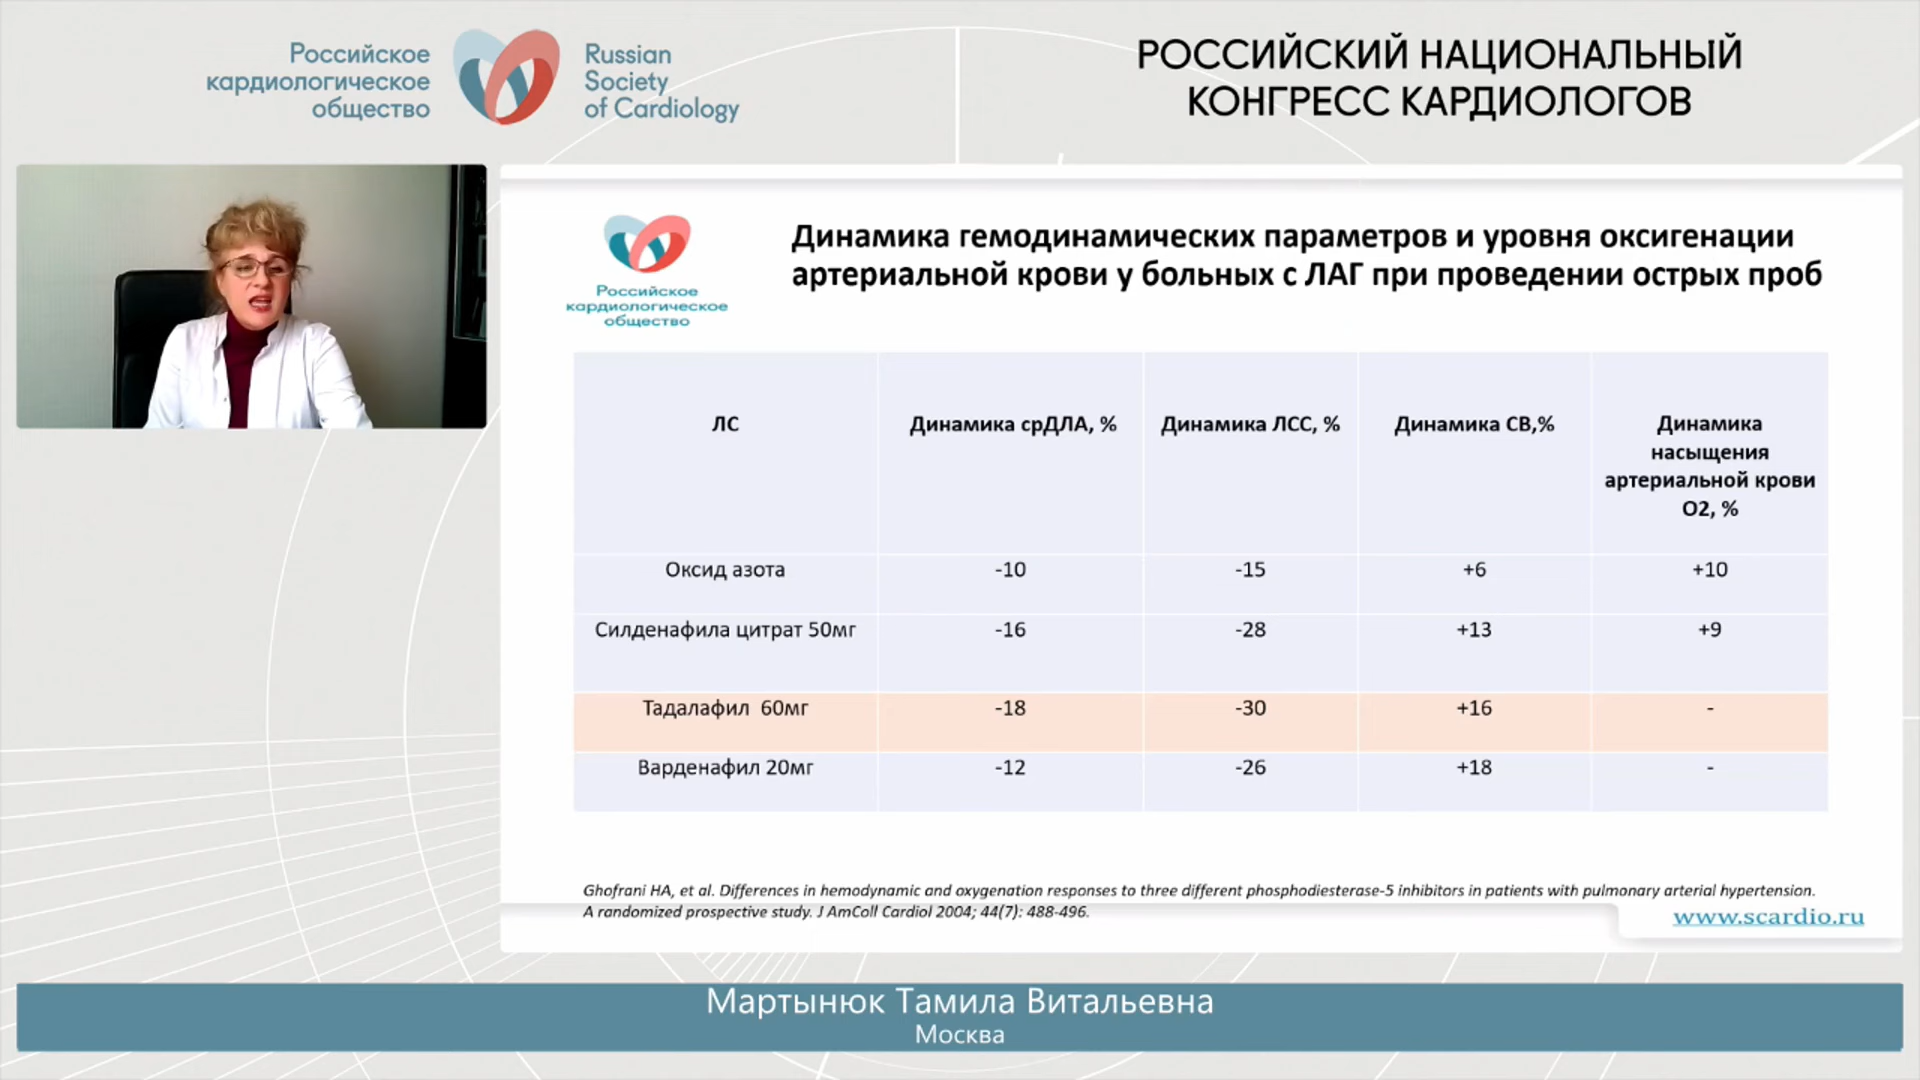 Российское
кардиологическое
общество
Russian
Society
of Cardiology
РОССИЙСКИЙ НАЦИОНАЛЬНЫЙ
КОНГРЕСС КАРДИОЛОГОВ
Российское
кардиологическое
общество
Динамика гемодинамических параметров и уровня оксигенации
артериальной крови у больных с ЛАГ при проведении острых проб
ЛС Динамика срДЛА, % Динамика ЛСС, % Динамика СВ,% Динамика
насыщения
артериальной крови
О2, %
Оксид азота -10 -15 +6 +10
Силденафила цитрат 50мг -16 -28 +13 +9
Тадалафил 60мг -18 -30 +16 -
Варденафил 20мг -12 -26 +18 -
Ghofrani HA, et al. Differences in hemodynamic and oxygenation responses to three different phosphodiesterase-5 inhibitors in patients with pulmonary arterial hypertension.
A randomized prospective study. J AmColl Cardiol 2004; 44(7): 488-496.
www.scardio.ru
Мартынюк Тамила Витальевна
Москва